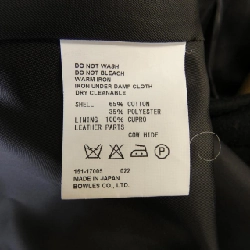 DO NOT WASH
DO NOT BLEACH
WARM IRON
IRON UNDER DAMP CLOTH
DRY CLEANABLE
SHELL 65% COTTON
35% POLYESTER
LINING 100% CUPRO
LEATHER PARTS
COW HIDE
022
MADE IN JAPAN
BOWLES CO., LTD.